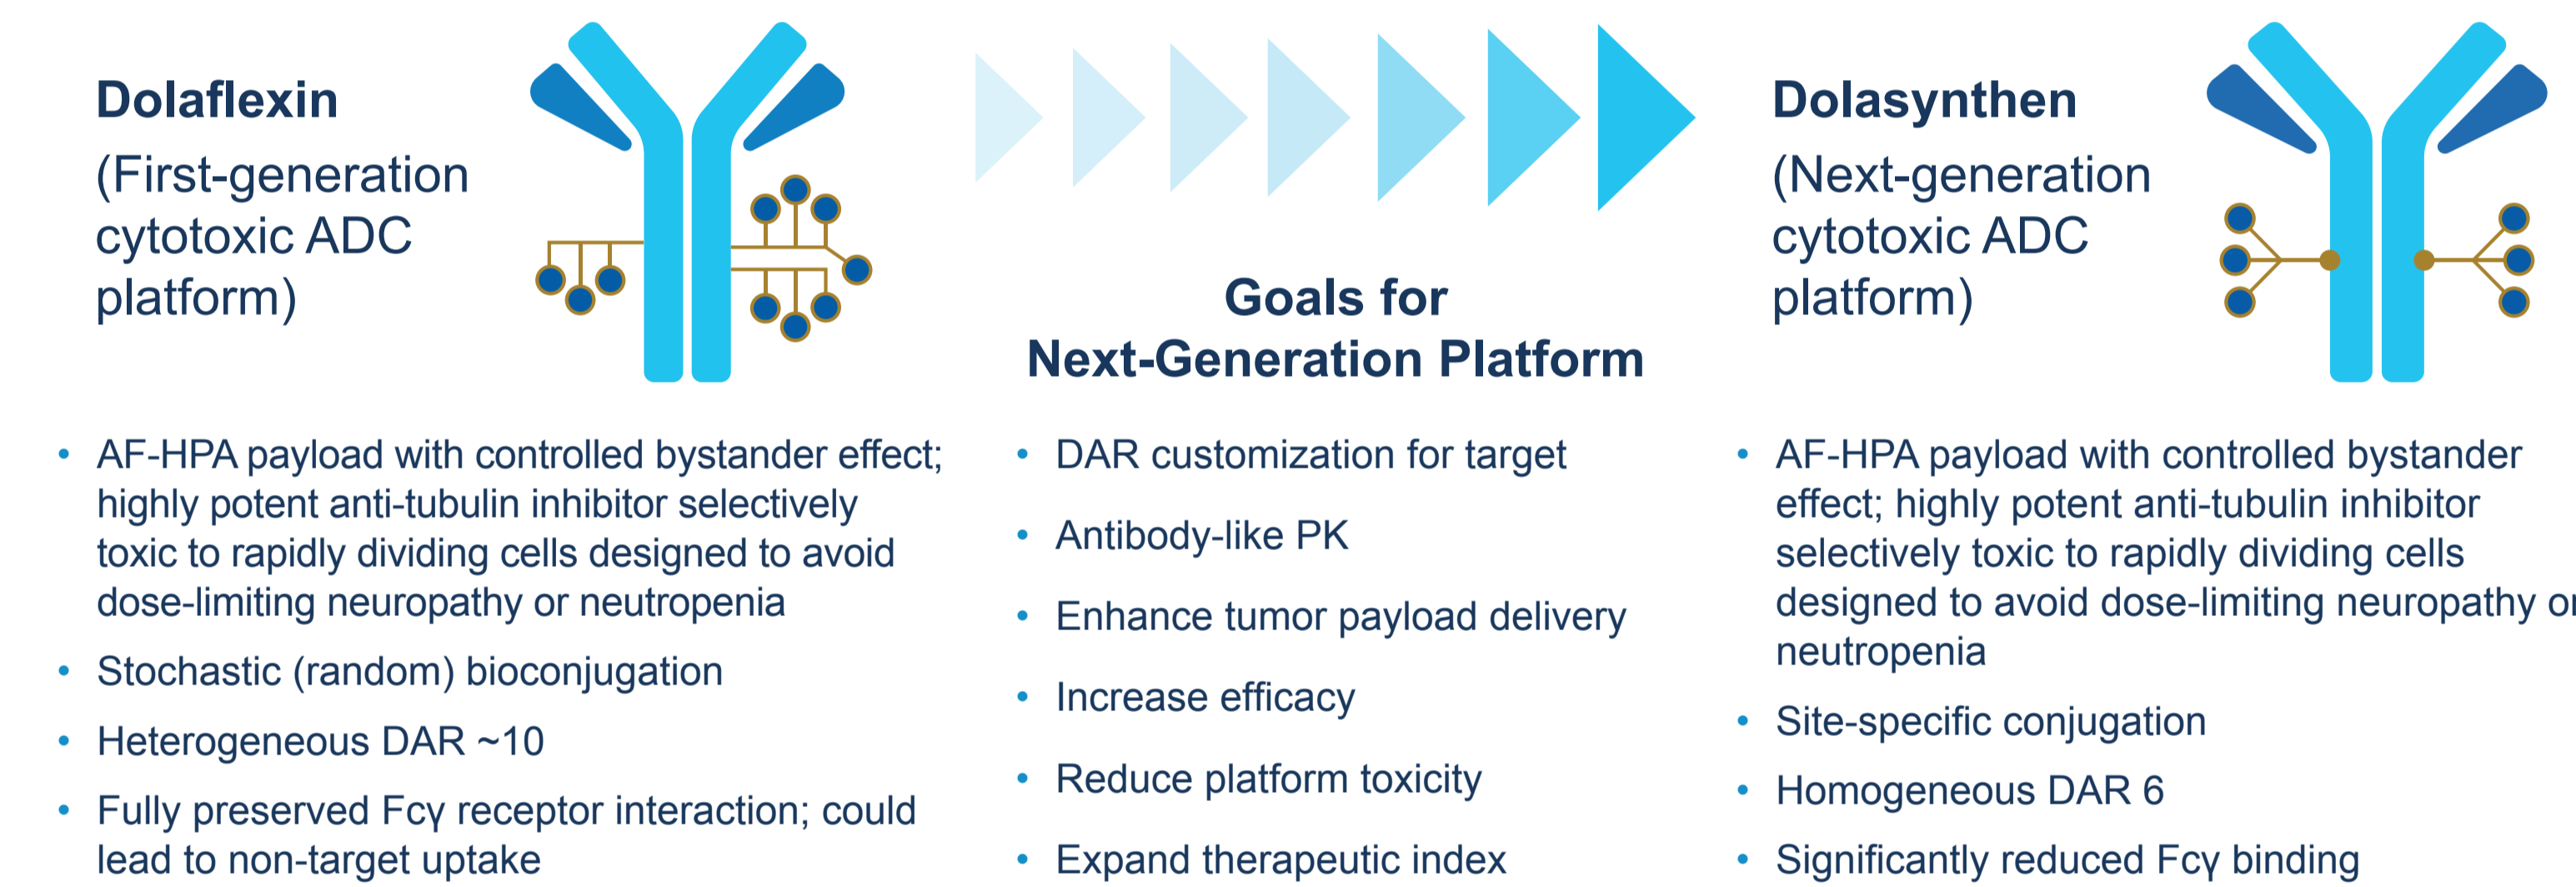 Dolaflexin
(First-generation
cytotoxic ADC
platform)
• AF-HPA payload with controlled bystander effect;
highly potent anti-tubulin inhibitor selectively
toxic to rapidly dividing cells designed to avoid
dose-limiting neuropathy or neutropenia
• Stochastic (random) bioconjugation
• Heterogeneous DAR ~10
• Fully preserved Fcγ receptor interaction; could
lead to non-target uptake
Goals for
Next-Generation Platform
• DAR customization for target
• Antibody-like PK
• Enhance tumor payload delivery
• Increase efficacy
• Reduce platform toxicity
• Expand therapeutic index
Dolasynthen
(Next-generation
cytotoxic ADC
platform)
• AF-HPA payload with controlled bystander
effect; highly potent anti-tubulin inhibitor
selectively toxic to rapidly dividing cells
designed to avoid dose-limiting neuropathy or
neutropenia
• Site-specific conjugation
• Homogeneous DAR 6
• Significantly reduced Fcγ binding